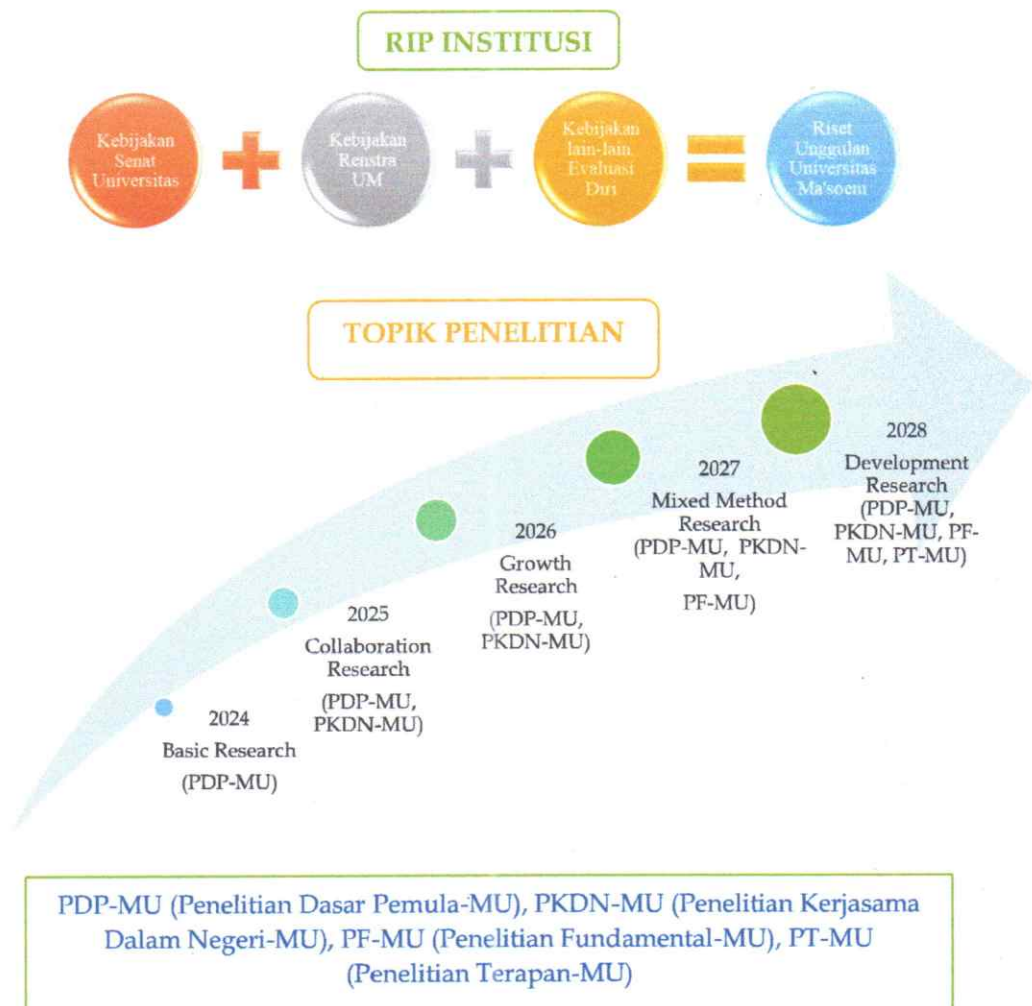 RIP INSTITUSI
Kebijakan
Senat
Universitas
Kebijakan
Renstra
UM
Kebijakan
lain-lain
Evaluasi
Diri
Riset
Unggulan
Universitas
Ma'soem
TOPIK PENELITIAN
2024
Basic Research
(PDP-MU)
2025
Collaboration
Research
(PDP-MU,
PKDN-MU)
2026
Growth
Research
(PDP-MU,
PKDN-MU)
2027
Mixed Method
Research
(PDP-MU, PKDN-
MU,
PF-MU)
2028
Development
Research
(PDP-MU,
PKDN-MU, PF-
MU, PT-MU)
PDP-MU (Penelitian Dasar Pemula-MU), PKDN-MU (Penelitian Kerjasama
Dalam Negeri-MU), PF-MU (Penelitian Fundamental-MU), PT-MU
(Penelitian Terapan-MU)